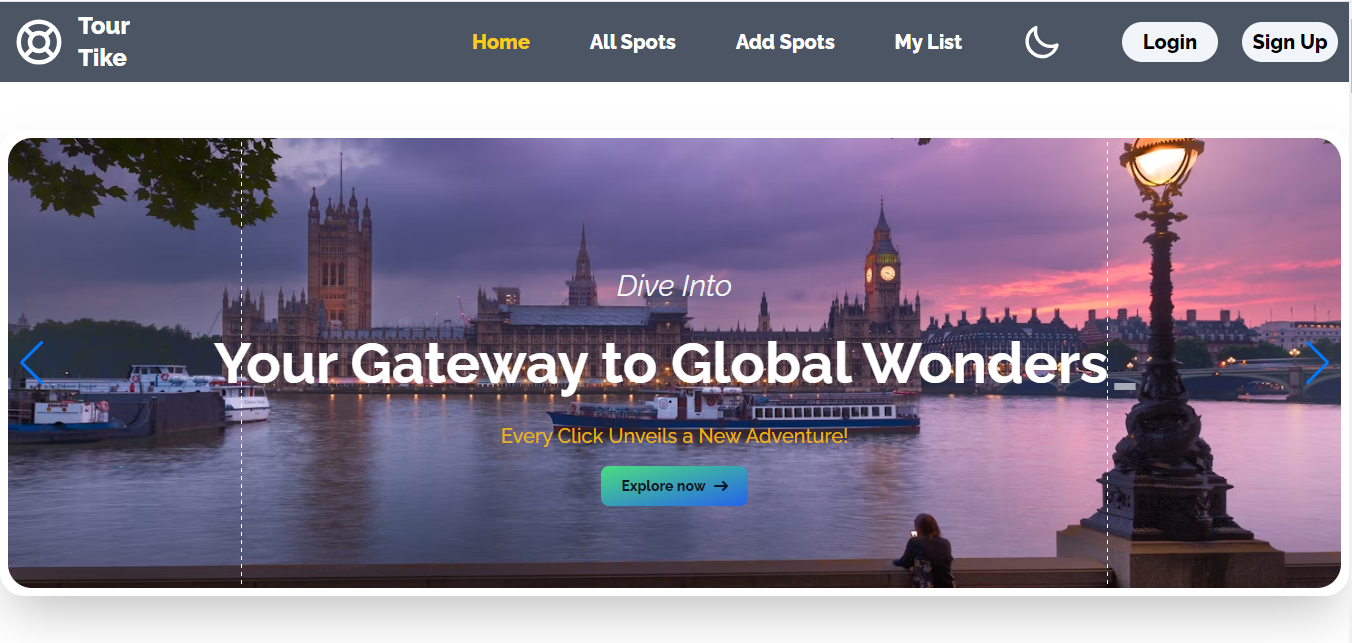 Tour
Tike
Home
All Spots
Add Spots
My List
Login
Sign Up
Dive Into
Your Gateway to Global Wonders_
Every Click Unveils a New Adventure!
Explore now →